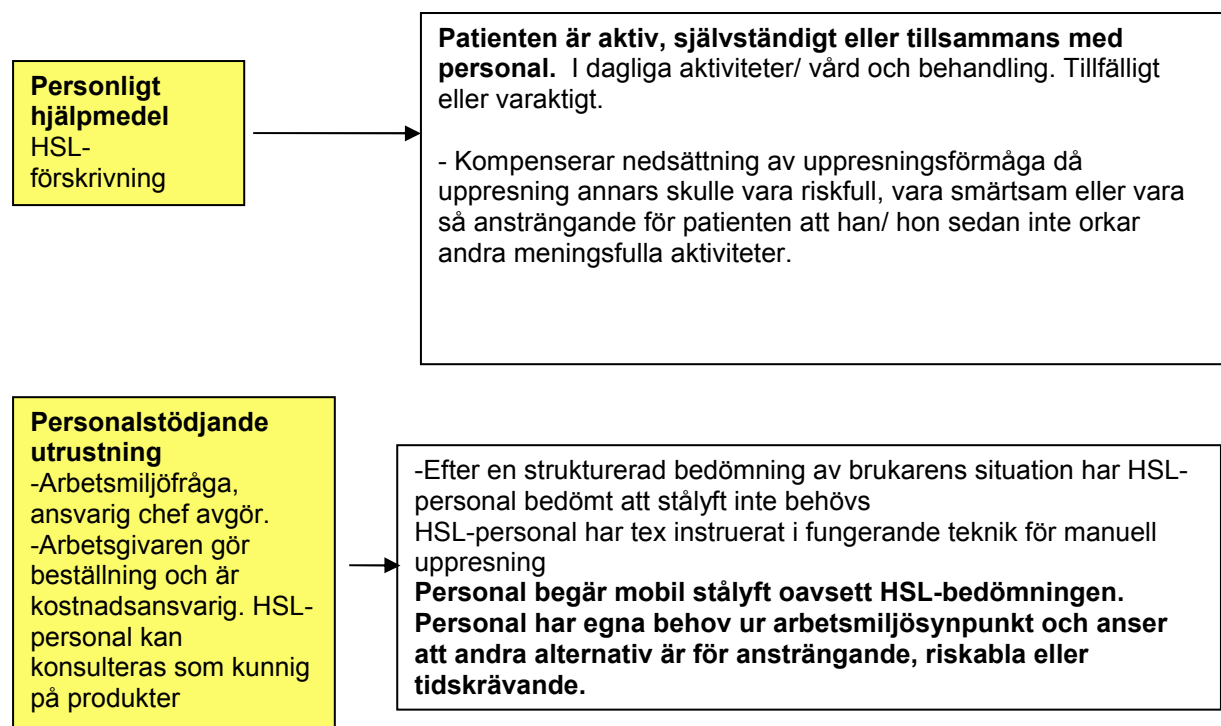 Personligt
hjälpmedel
HSL-
förskrivning
Patienten är aktiv, självständigt eller tillsammans med
personal.  I dagliga aktiviteter/ vård och behandling. Tillfälligt
eller varaktigt.
- Kompenserar nedsättning av uppresningsförmåga då
uppresning annars skulle vara riskfull, vara smärtsam eller vara
så ansträngande för patienten att han/ hon sedan inte orkar
andra meningsfulla aktiviteter.
Personalstödjande
utrustning
-Arbetsmiljöfråga,
ansvarig chef avgör.
-Arbetsgivaren gör
beställning och är
kostnadsansvarig. HSL-
personal kan
konsulteras som kunnig
på produkter
-Efter en strukturerad bedömning av brukarens situation har HSL-
personal bedömt att stålyft inte behövs
HSL-personal har tex instruerat i fungerande teknik för manuell
uppresning
Personal begär mobil stålyft oavsett HSL-bedömningen.
Personal har egna behov ur arbetsmiljösynpunkt och anser
att andra alternativ är för ansträngande, riskabla eller
tidskrävande.